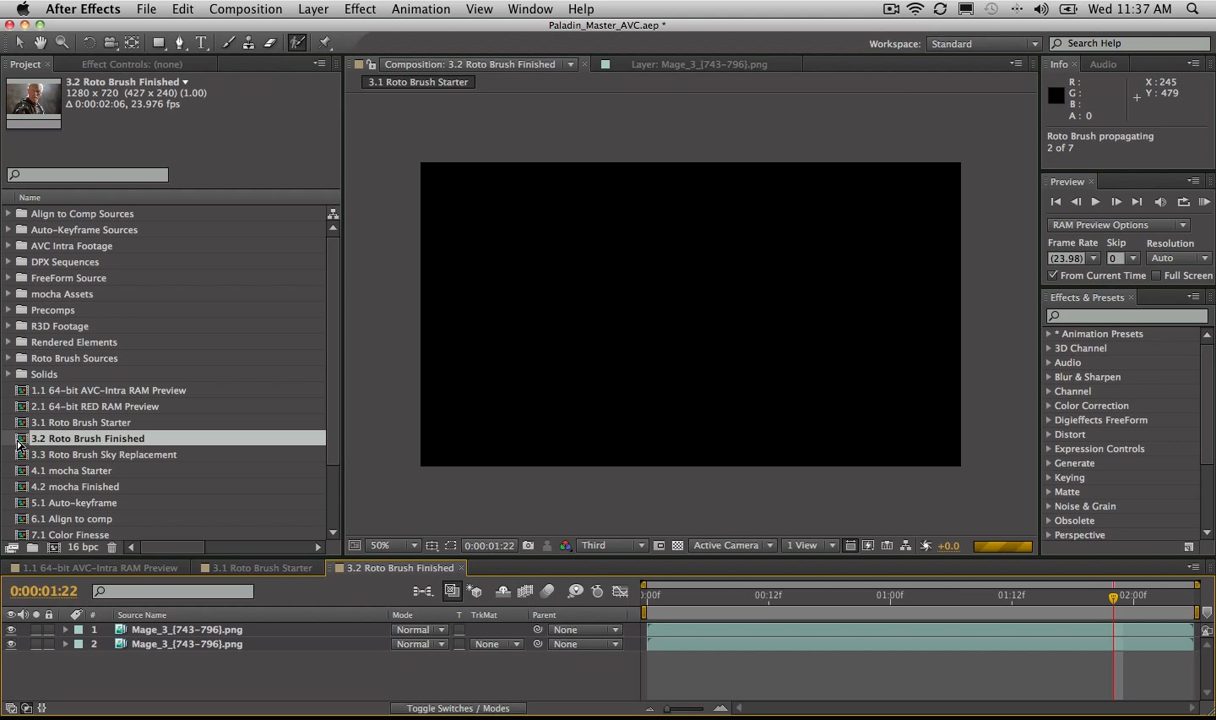 After Effects File Edit Composition Layer Effect Animation View Window Help Wed 11:37 AM
Paladin_Master_AVC.aep *
T Workspace: Standard Search Help
Project Effect Controls: (none)
Composition: 3.2 Roto Brush Finished Layer: Mage_3_[743-796].png
Info Audio
3.2 Roto Brush Finished
1280 x 720 (427 x 240) (1.00)
Δ 0:00:02:06, 23.976 fps
3.1 Roto Brush Starter
R: X: 245
G: Y: 479
B:
A: 0
Roto Brush propagating
2 of 7
Preview
RAM Preview Options
Frame Rate Skip Resolution
(23.98) 0 Auto
From Current Time Full Screen
Effects & Presets
* Animation Presets
3D Channel
Audio
Blur & Sharpen
Channel
Color Correction
Digieffects FreeForm
Distort
Expression Controls
Generate
Keying
Matte
Noise & Grain
Obsolete
Perspective
Name
Align to Comp Sources
Auto-Keyframe Sources
AVC Intra Footage
DPX Sequences
FreeForm Source
mocha Assets
Precomps
R3D Footage
Rendered Elements
Roto Brush Sources
Solids
1.1 64-bit AVC-Intra RAM Preview
2.1 64-bit RED RAM Preview
3.1 Roto Brush Starter
3.2 Roto Brush Finished
3.3 Roto Brush Sky Replacement
4.1 mocha Starter
4.2 mocha Finished
5.1 Auto-keyframe
6.1 Align to comp
7.1 Color Finesse
16 bpc
50% 0:00:01:22 Third Active Camera 1 View +0.0
1.1 64-bit AVC-Intra RAM Preview 3.1 Roto Brush Starter 3.2 Roto Brush Finished
0:00:01:22
:00f 00:12f 01:00f 01:12f 02:00f
# Source Name Mode T TrkMat Parent
1 Mage_3_[743-796].png Normal None
2 Mage_3_[743-796].png Normal None None
Toggle Switches / Modes